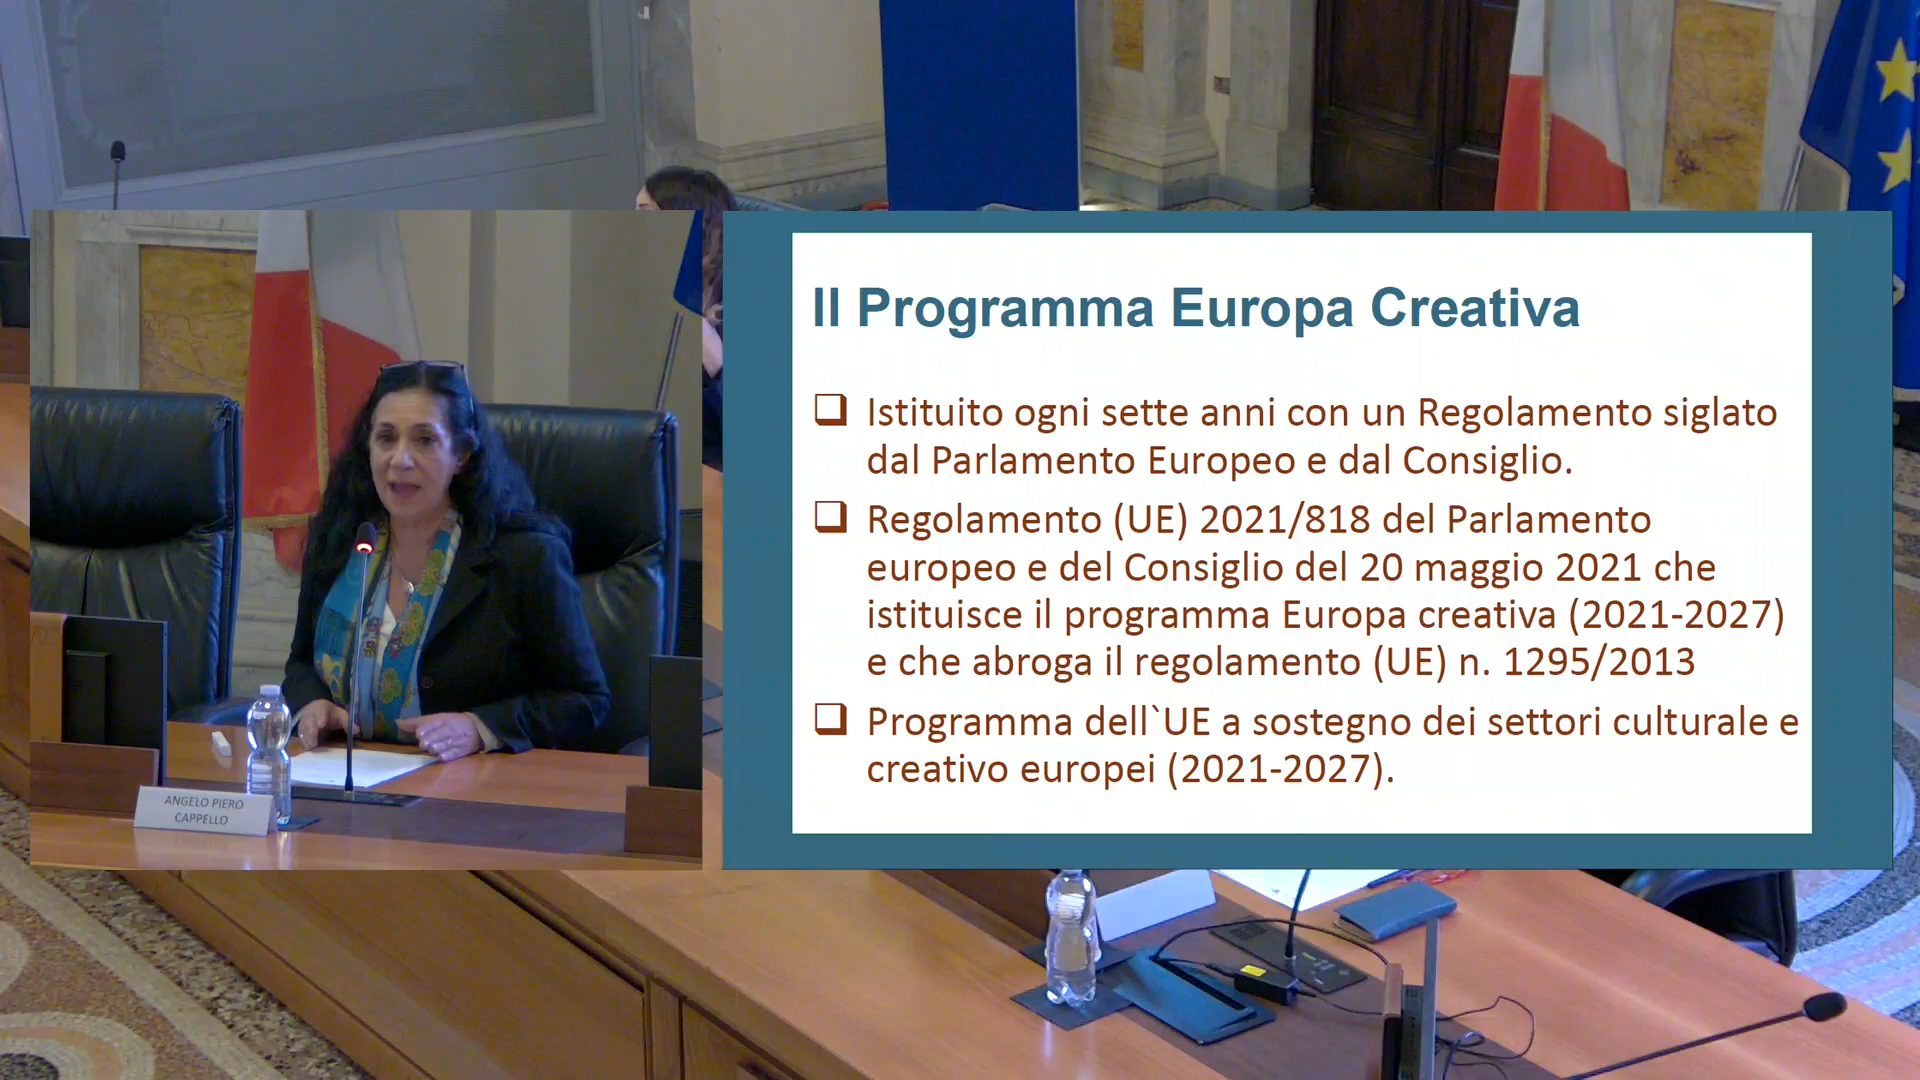 Il Programma Europa Creativa
Istituito ogni sette anni con un Regolamento siglato
dal Parlamento Europeo e dal Consiglio.
Regolamento (UE) 2021/818 del Parlamento
europeo e del Consiglio del 20 maggio 2021 che
istituisce il programma Europa creativa (2021-2027)
e che abroga il regolamento (UE) n. 1295/2013
Programma dell`UE a sostegno dei settori culturale e
creativo europei (2021-2027).
ANGELO PIERO
CAPPELLO